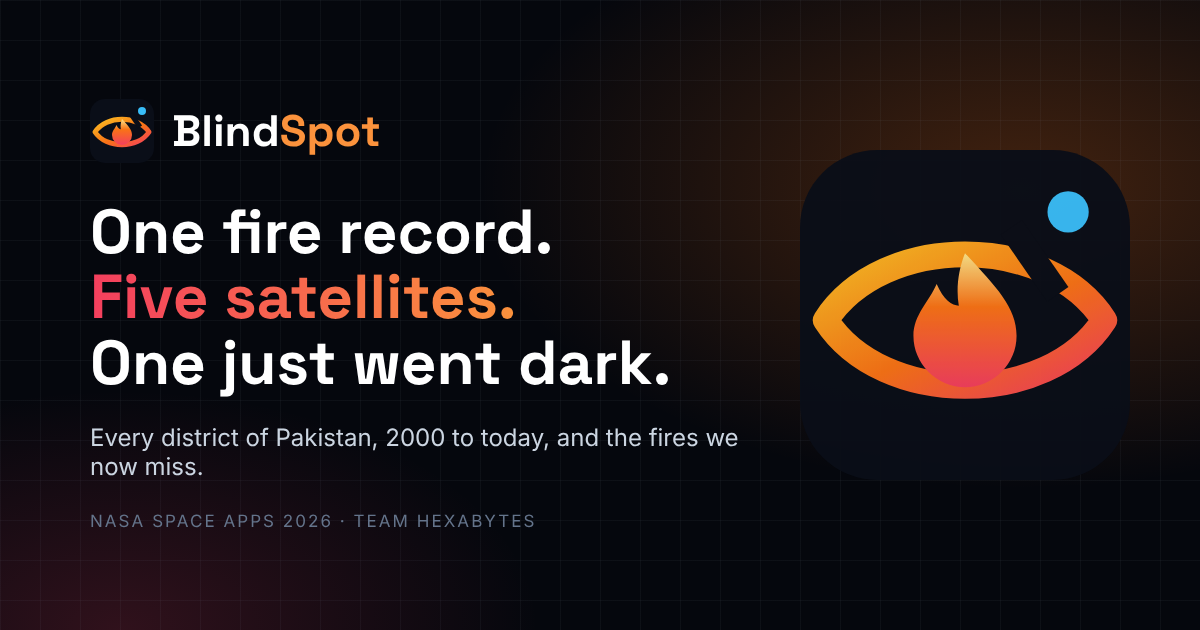 BlindSpot
One fire record.
Five satellites.
One just went dark.
Every district of Pakistan, 2000 to today, and the fires we
now miss.
NASA SPACE APPS 2026 · TEAM HEXABYTES